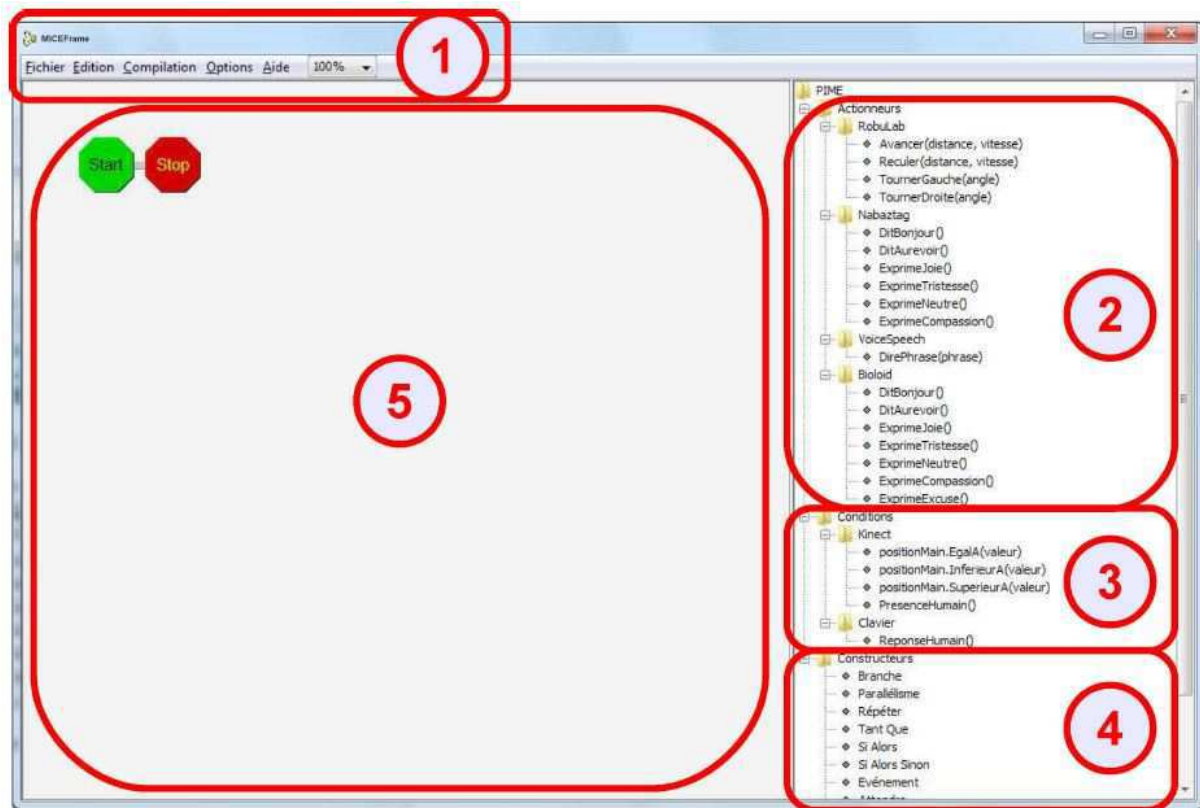 MICEFrame
Fichier Edition Compilation Options Aide 100%
1
Start Stop
5
PIME
Actionneurs
RobuLab
Avancer(distance, vitesse)
Reculer(distance, vitesse)
TournerGauche(angle)
TournerDroite(angle)
Nabaztag
DitBonjour()
DitAurevoir()
ExprimeJoie()
ExprimeTristesse()
ExprimeNeutre()
ExprimeCompassion()
VoiceSpeech
DirePhrase(phrase)
Bioloid
DitBonjour()
DitAurevoir()
ExprimeJoie()
ExprimeTristesse()
ExprimeNeutre()
ExprimeCompassion()
ExprimeExcuse()
2
Conditions
Kinect
positionMain.EgalA(valeur)
positionMain.InferieurA(valeur)
positionMain.SuperieurA(valeur)
PresenceHumain()
Clavier
ReponseHumain()
3
Constructeurs
Branche
Parallélisme
Répéter
Tant Que
Si Alors
Si Alors Sinon
Evénement
4